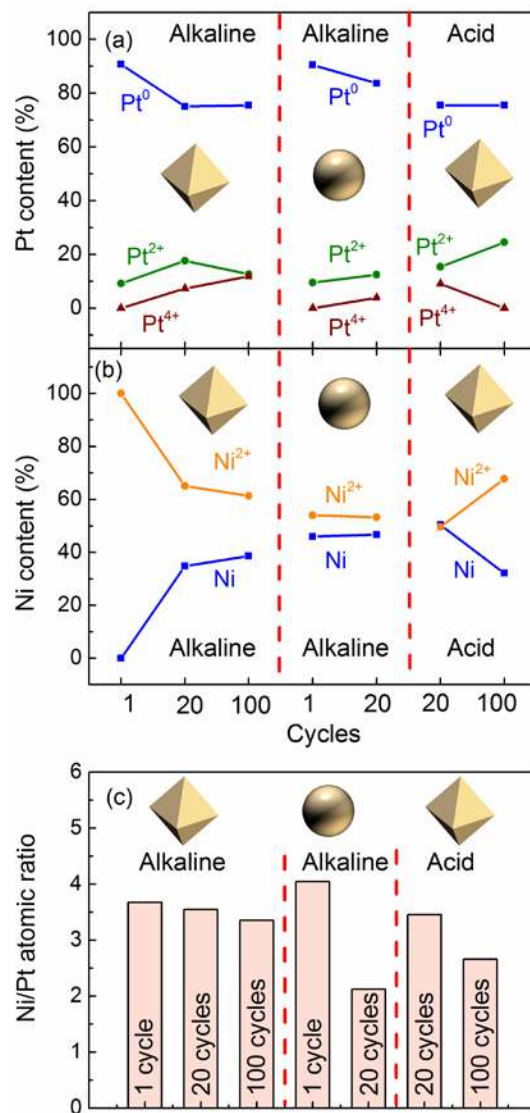 (a) Alkaline Alkaline Acid
100
80
60
40
20
0
Pt content (%)
Pt⁰ Pt⁰ Pt⁰
Pt²⁺ Pt²⁺ Pt²⁺
Pt⁴⁺ Pt⁴⁺ Pt⁴⁺
(b)
100
80
60
40
20
0
Ni content (%)
Ni²⁺ Ni²⁺ Ni²⁺
Ni Ni Ni
Alkaline Alkaline Acid
1 20 100 1 20 20 100
Cycles
(c)
6
5
4
3
2
1
0
Ni/Pt atomic ratio
Alkaline Alkaline Acid
1 cycle
20 cycles
100 cycles
1 cycle
20 cycles
20 cycles
100 cycles